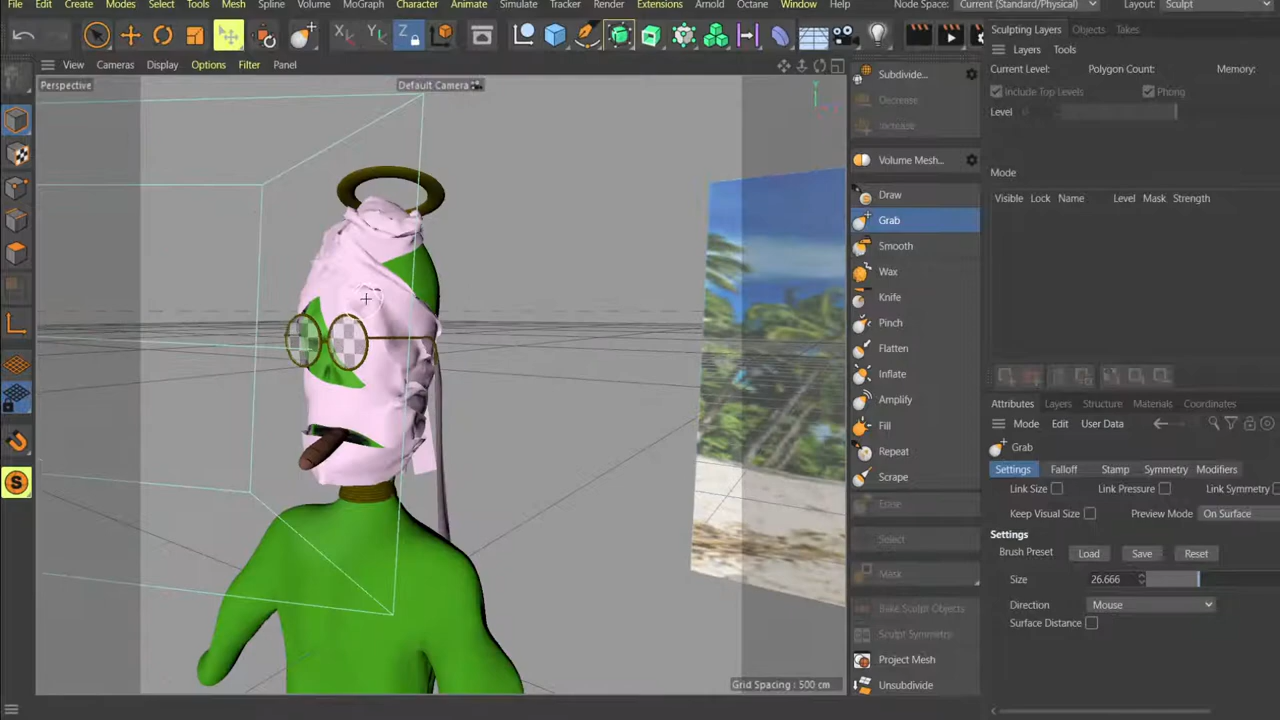 File Edit Create Modes Select Tools Mesh Spline Volume MoGraph Character Animate Simulate Tracker Render Extensions Arnold Octane Window Help Node Space: Current (Standard/Physical) Layout: Sculpt
X Y Z
View Cameras Display Options Filter Panel
Perspective Default Camera
Y
Grid Spacing : 500 cm
S
Subdivide...
Decrease
Increase
Volume Mesh...
Draw
Grab
Smooth
Wax
Knife
Pinch
Flatten
Inflate
Amplify
Fill
Repeat
Scrape
Erase
Select
Mask
Bake Sculpt Objects
Sculpt Symmetry
Project Mesh
Unsubdivide
Sculpting Layers Objects Takes
Layers Tools
Current Level: Polygon Count: Memory:
Include Top Levels Phong
Level 0
Mode
Visible Lock Name Level Mask Strength
Attributes Layers Structure Materials Coordinates
Mode Edit User Data
Grab
Settings Falloff Stamp Symmetry Modifiers
Link Size Link Pressure Link Symmetry
Keep Visual Size Preview Mode On Surface
Settings
Brush Preset Load Save Reset
Size 26.666
Direction Mouse
Surface Distance